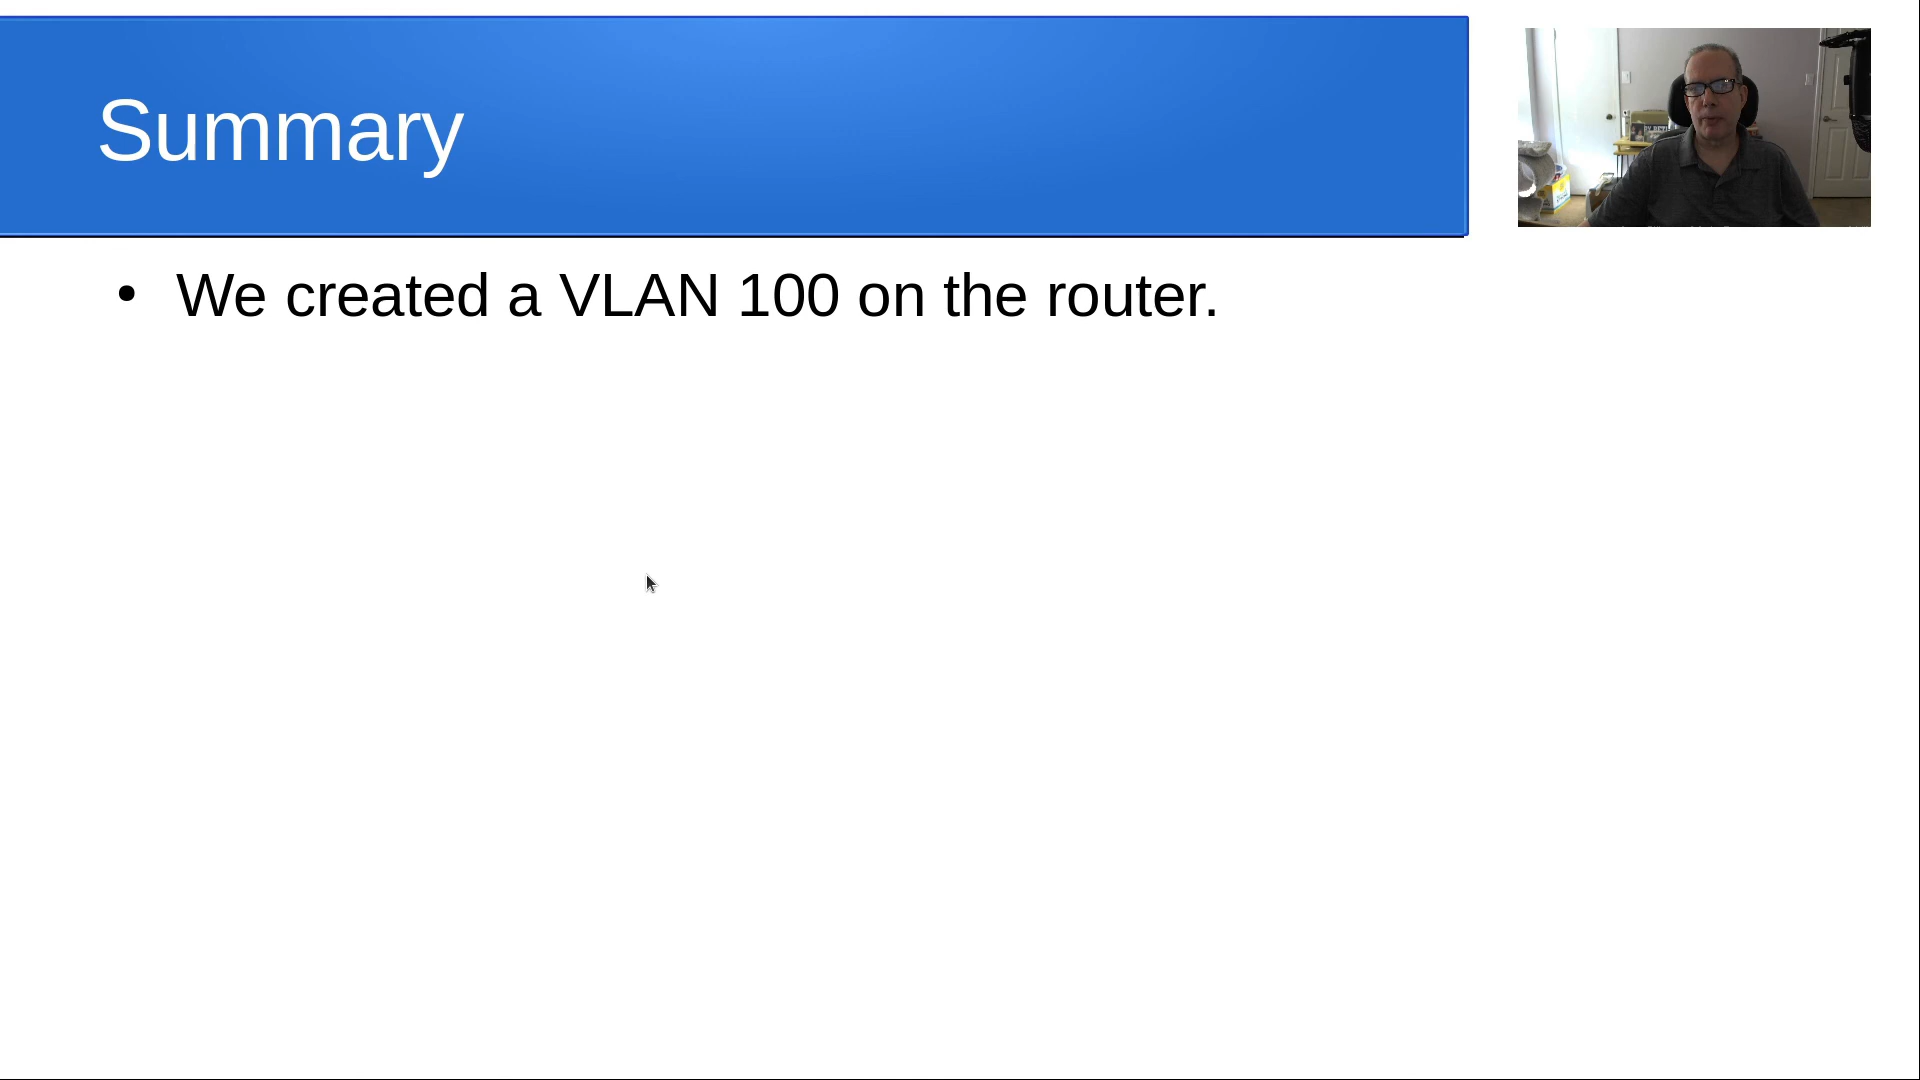 Summary
• We created a VLAN 100 on the router.